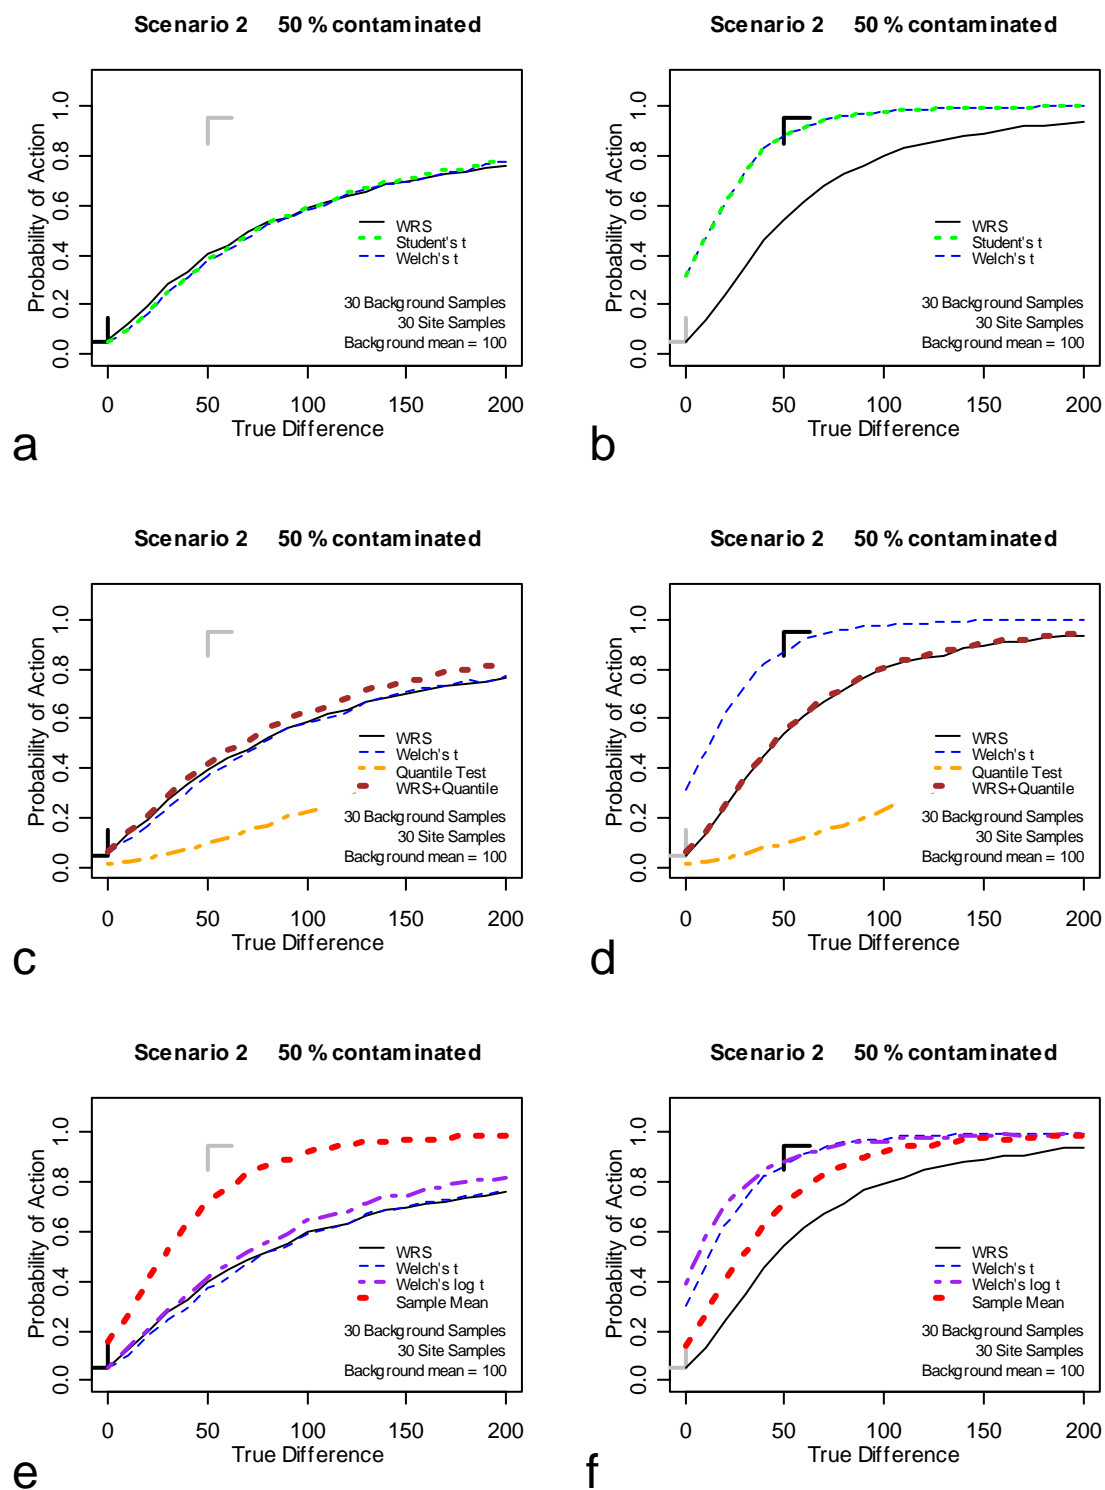 Scenario 2 50 % contaminated
Probability of Action
1.0
0.8
0.6
0.4
0.2
0.0
WRS
Student's t
Welch's t
30 Background Samples
30 Site Samples
Background mean = 100
0 50 100 150 200
True Difference
a
Scenario 2 50 % contaminated
Probability of Action
1.0
0.8
0.6
0.4
0.2
0.0
WRS
Student's t
Welch's t
30 Background Samples
30 Site Samples
Background mean = 100
0 50 100 150 200
True Difference
b
Scenario 2 50 % contaminated
Probability of Action
1.0
0.8
0.6
0.4
0.2
0.0
WRS
Welch's t
Quantile Test
WRS+Quantile
30 Background Samples
30 Site Samples
Background mean = 100
0 50 100 150 200
True Difference
c
Scenario 2 50 % contaminated
Probability of Action
1.0
0.8
0.6
0.4
0.2
0.0
WRS
Welch's t
Quantile Test
WRS+Quantile
30 Background Samples
30 Site Samples
Background mean = 100
0 50 100 150 200
True Difference
d
Scenario 2 50 % contaminated
Probability of Action
1.0
0.8
0.6
0.4
0.2
0.0
WRS
Welch's t
Welch's log t
Sample Mean
30 Background Samples
30 Site Samples
Background mean = 100
0 50 100 150 200
True Difference
e
Scenario 2 50 % contaminated
Probability of Action
1.0
0.8
0.6
0.4
0.2
0.0
WRS
Welch's t
Welch's log t
Sample Mean
30 Background Samples
30 Site Samples
Background mean = 100
0 50 100 150 200
True Difference
f